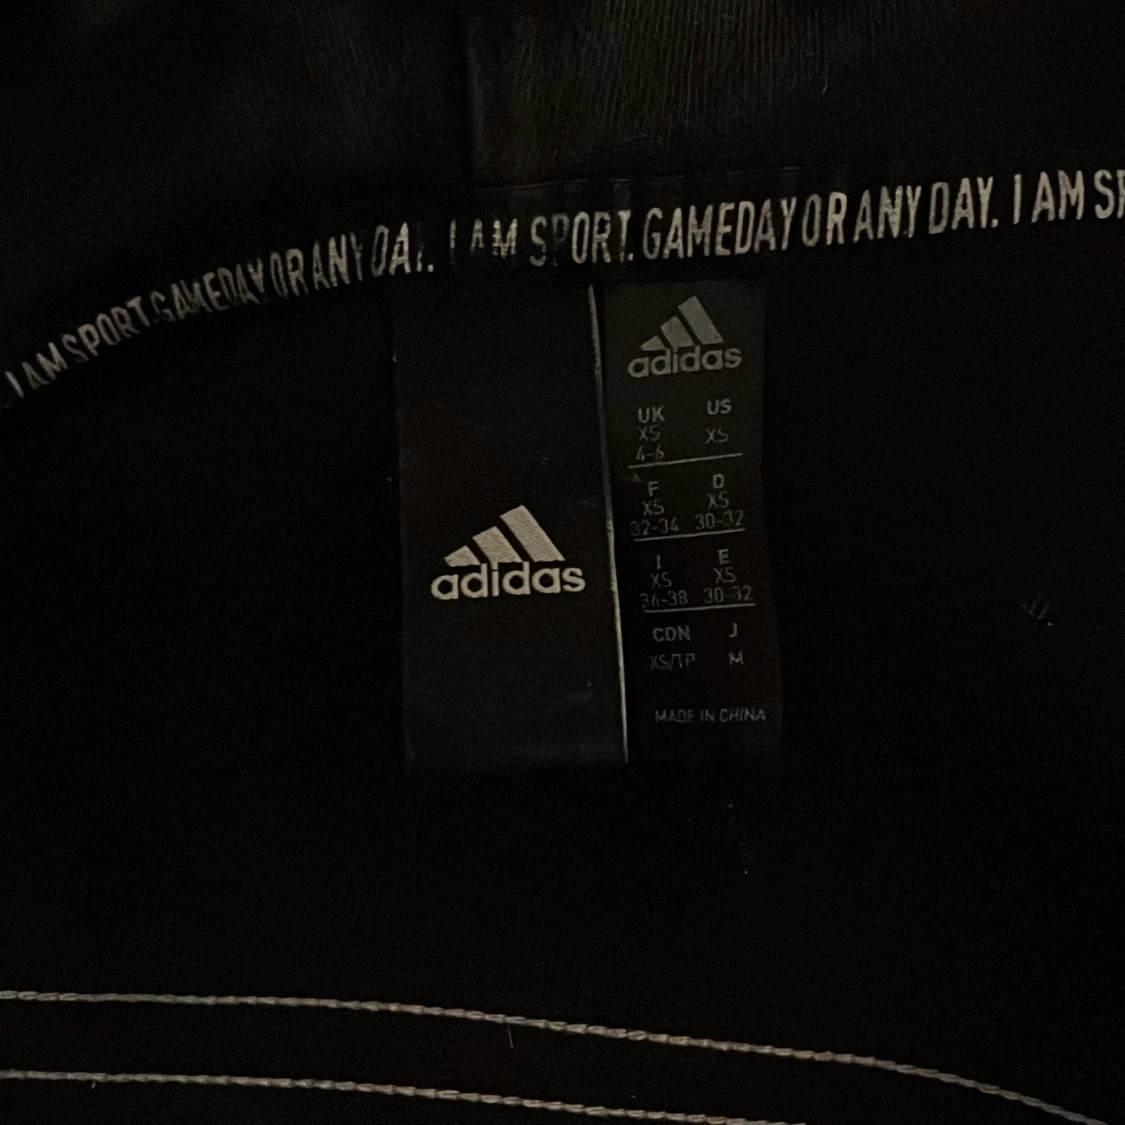 I AM SPORT. GAMEDAY OR ANY DAY. I AM SPORT. GAMEDAY OR ANY DAY. I AM SP
adidas
adidas
UK US
XS XS
4-6
F D
XS XS
32-34 30-32
I E
XS XS
36-38 30-32
CDN J
XS/TP M
MADE IN CHINA